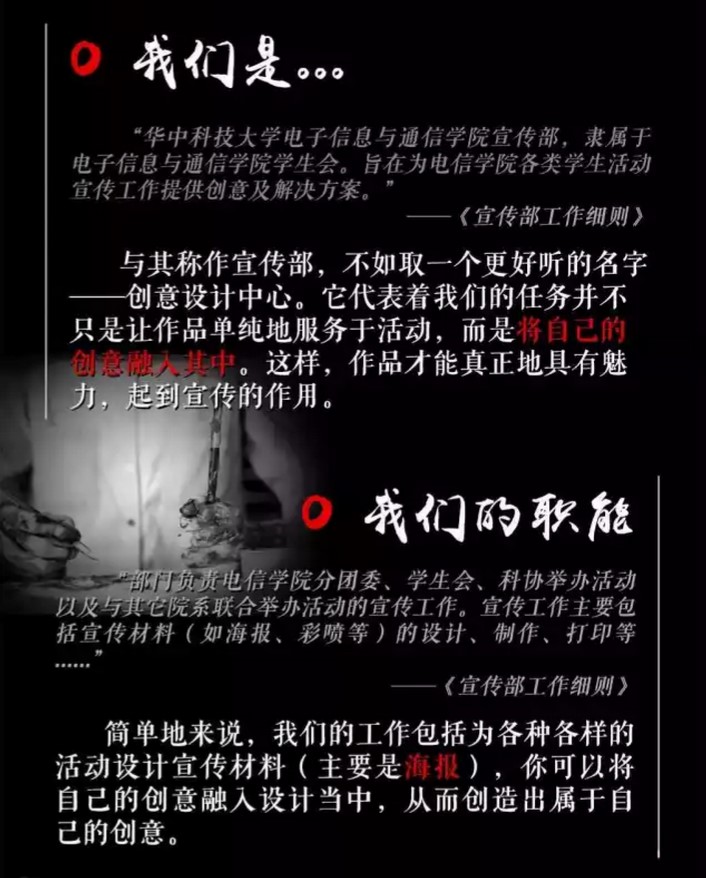 我们是...
“华中科技大学电子信息与通信学院宣传部，隶属于
电子信息与通信学院学生会。旨在为电信学院各类学生活动
宣传工作提供创意及解决方案。”
——《宣传部工作细则》
与其称作宣传部，不如取一个更好听的名字
——创意设计中心。它代表着我们的任务并不
只是让作品单纯地服务于活动，而是将自己的
创意融入其中。这样，作品才能真正地具有魅
力，起到宣传的作用。
我们的职能
“部门负责电信学院分团委、学生会、科协举办活动
以及与其它院系联合举办活动的宣传工作。宣传工作主要包
括宣传材料（如海报、彩喷等）的设计、制作、打印等
......”
——《宣传部工作细则》
简单地来说，我们的工作包括为各种各样的
活动设计宣传材料（主要是海报），你可以将
自己的创意融入设计当中，从而创造出属于自
己的创意。